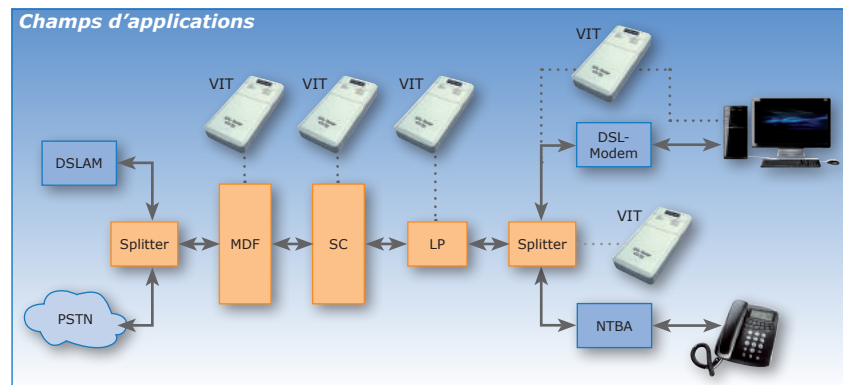 Champs d’applications
VIT
VIT
VIT
VIT
DSLAM
DSL-
Modem
Splitter
MDF
SC
LP
Splitter
VIT
PSTN
NTBA